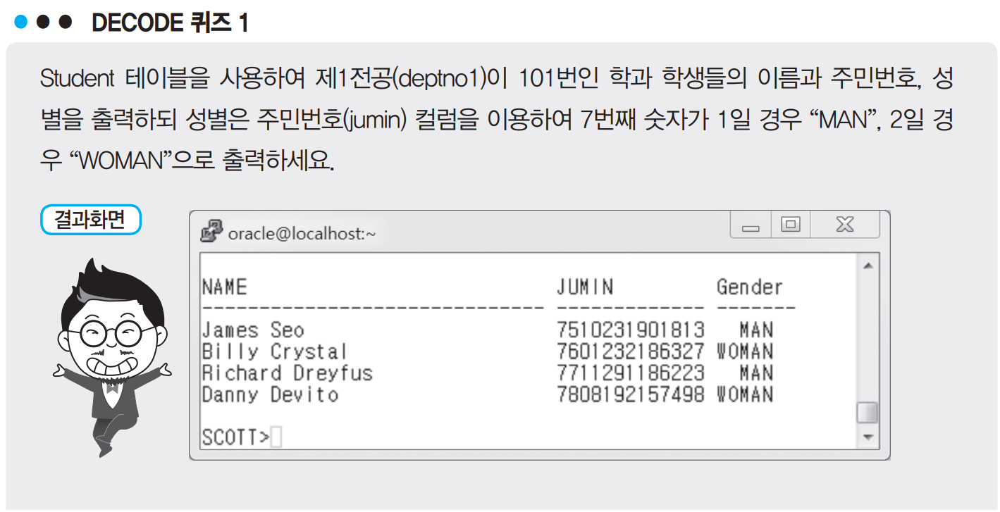 DECODE 퀴즈 1
Student 테이블을 사용하여 제1전공(deptno1)이 101번인 학과 학생들의 이름과 주민번호, 성
별을 출력하되 성별은 주민번호(jumin) 컬럼을 이용하여 7번째 숫자가 1일 경우 “MAN”, 2일 경
우 “WOMAN”으로 출력하세요.
결과화면
oracle@localhost:~
NAME JUMIN Gender
------------------------------ ------------- -------
James Seo 7510231901813 MAN
Billy Crystal 7601232186327 WOMAN
Richard Dreyfus 7711291186223 MAN
Danny Devito 7808192157498 WOMAN
SCOTT>